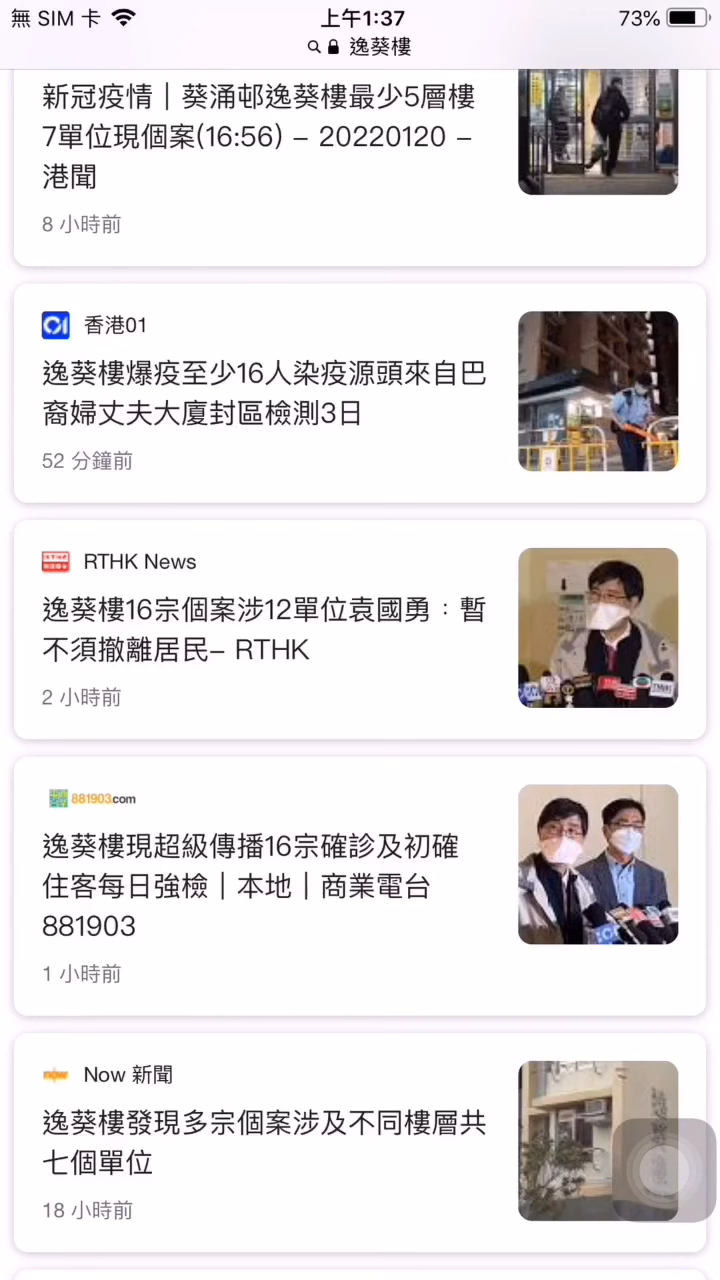 無 SIM 卡
上午1:37
73%
逸葵樓
新冠疫情｜葵涌邨逸葵樓最少5層樓
7單位現個案(16:56) – 20220120 –
港聞
8 小時前
01
香港01
逸葵樓爆疫至少16人染疫源頭來自巴
裔婦丈夫大廈封區檢測3日
52 分鐘前
RTHK News
逸葵樓16宗個案涉12單位袁國勇：暫
不須撤離居民– RTHK
2 小時前
881903.com
逸葵樓現超級傳播16宗確診及初確
住客每日強檢｜本地｜商業電台
881903
1 小時前
now
Now 新聞
逸葵樓發現多宗個案涉及不同樓層共
七個單位
18 小時前